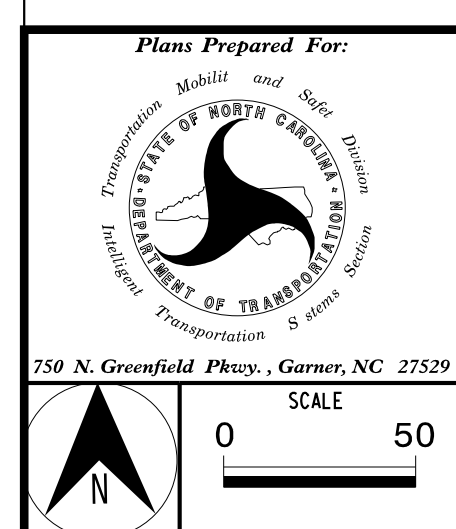 Plans Prepared For:
Transportation Mobilit and Safet Division
STATE OF NORTH CAROLINA
DEPARTMENT OF TRANSPORTATION
Intelligent Transportation S stems Section
750 N. Greenfield Pkwy. , Garner, NC 27529
N
SCALE
0 50